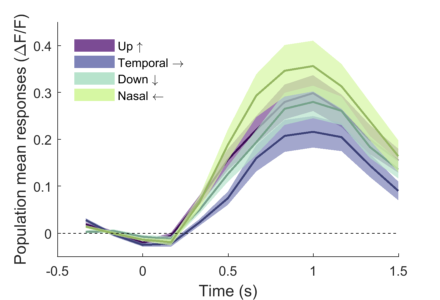 Population mean responses (ΔF/F)
0.4
0.3
0.2
0.1
0
Up ↑
Temporal →
Down ↓
Nasal ←
-0.5 0 0.5 1 1.5
Time (s)